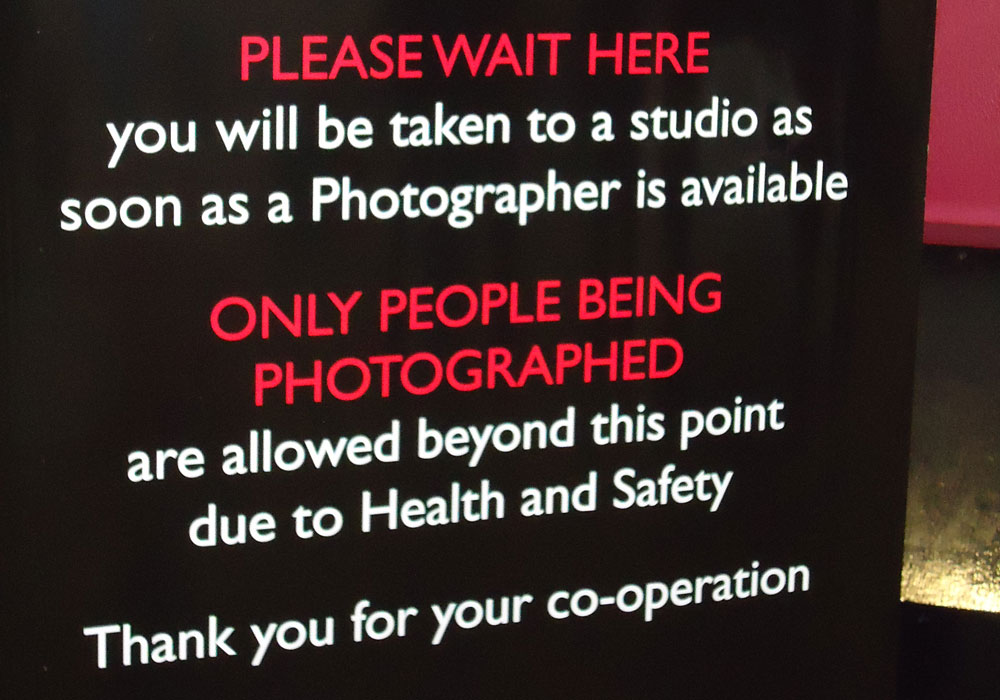 PLEASE WAIT HERE
you will be taken to a studio as
soon as a Photographer is available
ONLY PEOPLE BEING
PHOTOGRAPHED
are allowed beyond this point
due to Health and Safety
Thank you for your co-operation